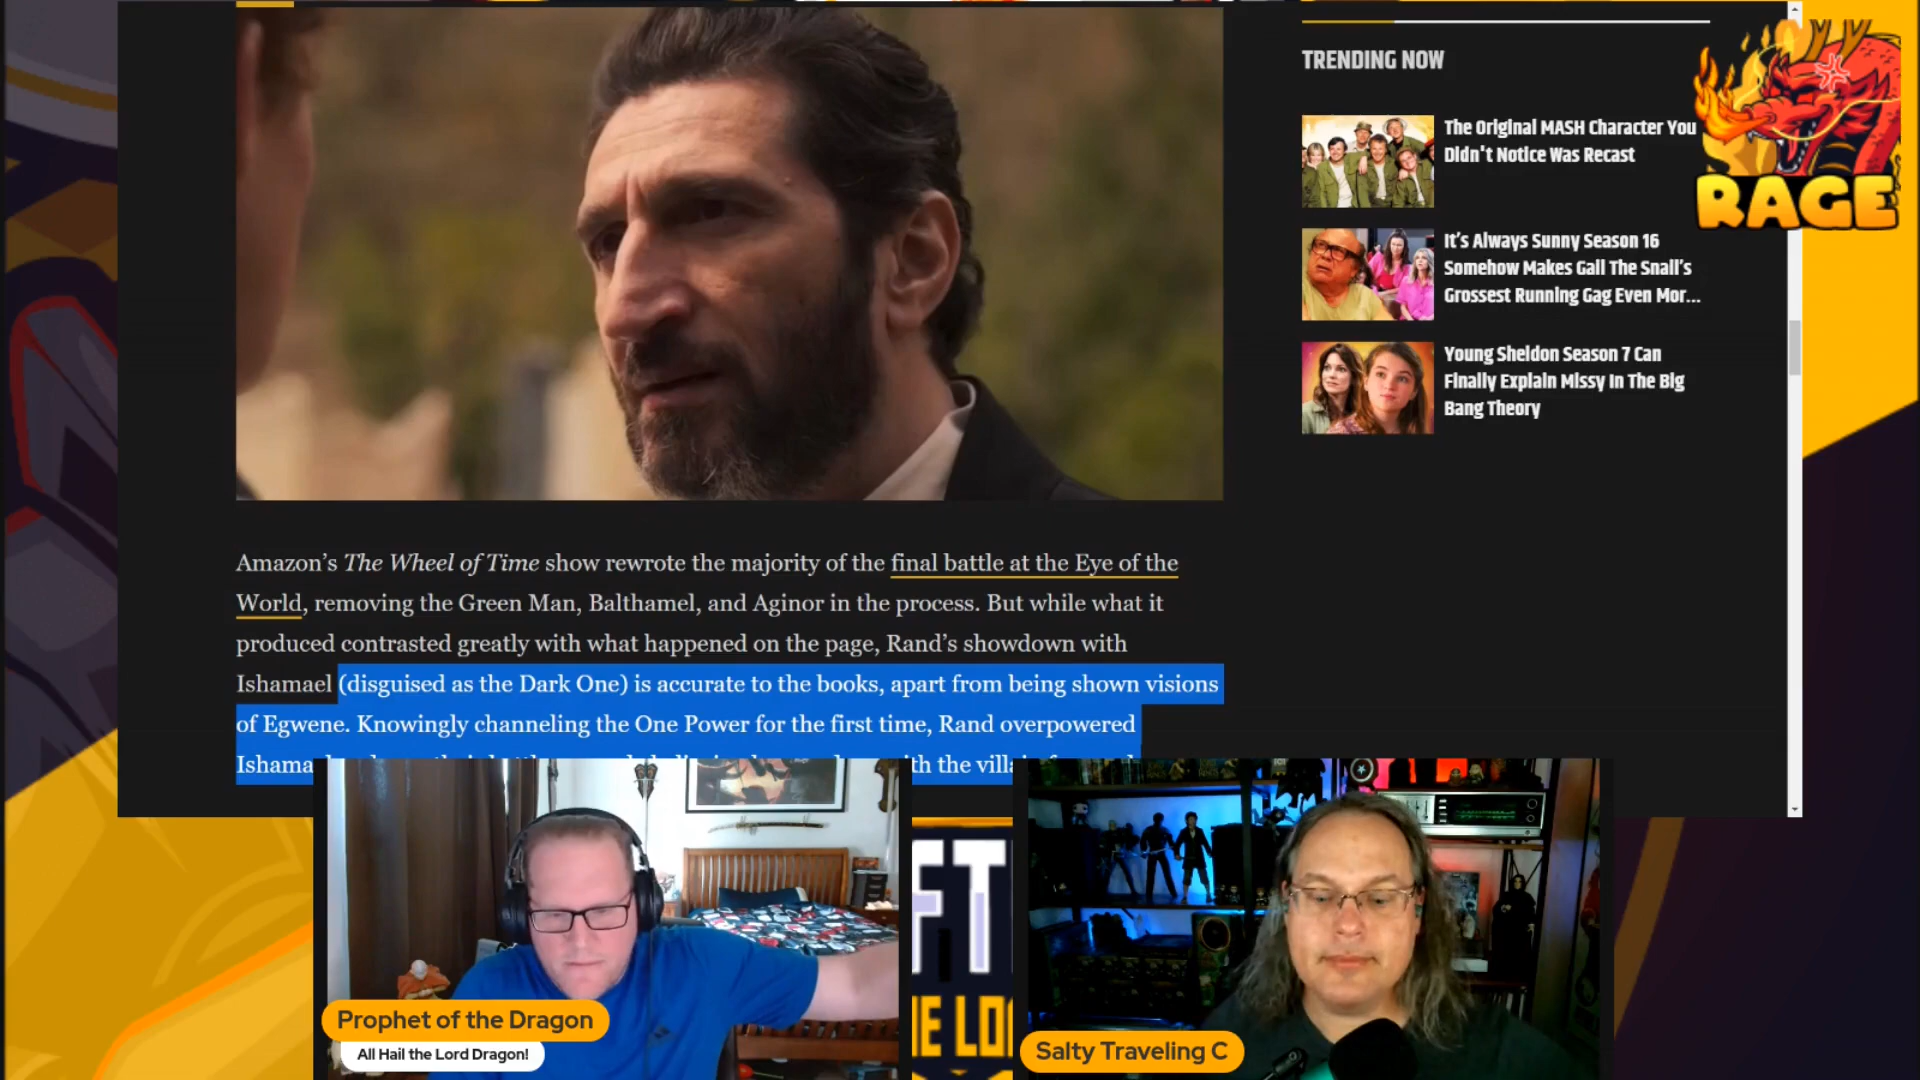 TRENDING NOW
The Original MASH Character You
Didn't Notice Was Recast
It's Always Sunny Season 16
Somehow Makes Gail The Snail's
Grossest Running Gag Even Mor...
Young Sheldon Season 7 Can
Finally Explain Missy In The Big
Bang Theory
RAGE
Amazon's The Wheel of Time show rewrote the majority of the final battle at the Eye of the
World, removing the Green Man, Balthamel, and Aginor in the process. But while what it
produced contrasted greatly with what happened on the page, Rand's showdown with
Ishamael (disguised as the Dark One) is accurate to the books, apart from being shown visions
of Egwene. Knowingly channeling the One Power for the first time, Rand overpowered
Prophet of the Dragon
All Hail the Lord Dragon!
Salty Traveling C